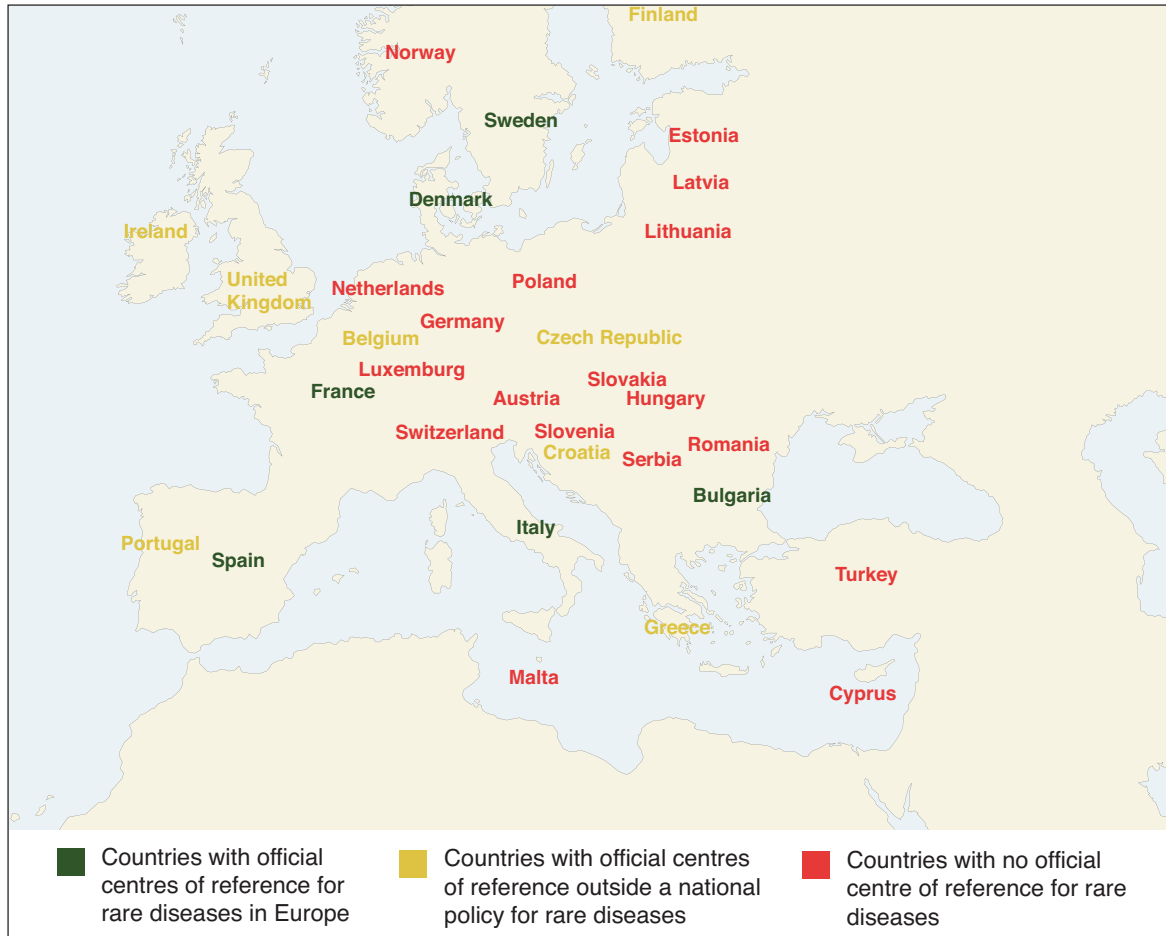 Finland
Norway
Sweden
Estonia
Latvia
Denmark
Ireland
Lithuania
United
Kingdom
Netherlands
Poland
Germany
Belgium
Czech Republic
Luxemburg
France
Slovakia
Austria
Hungary
Switzerland
Slovenia
Croatia
Serbia
Romania
Bulgaria
Italy
Portugal
Spain
Turkey
Greece
Malta
Cyprus
Countries with official
centres of reference for
rare diseases in Europe
Countries with official centres
of reference outside a national
policy for rare diseases
Countries with no official
centre of reference for rare
diseases